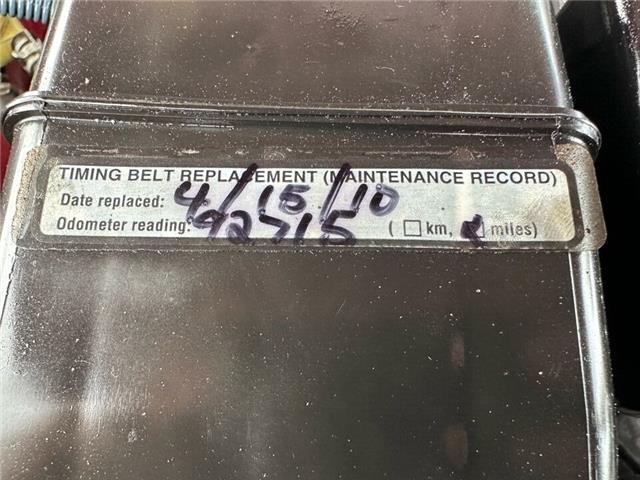 TIMING BELT REPLACEMENT (MAINTENANCE RECORD)
Date replaced: 4/15/10
Odometer reading: 92715 ( km, miles)